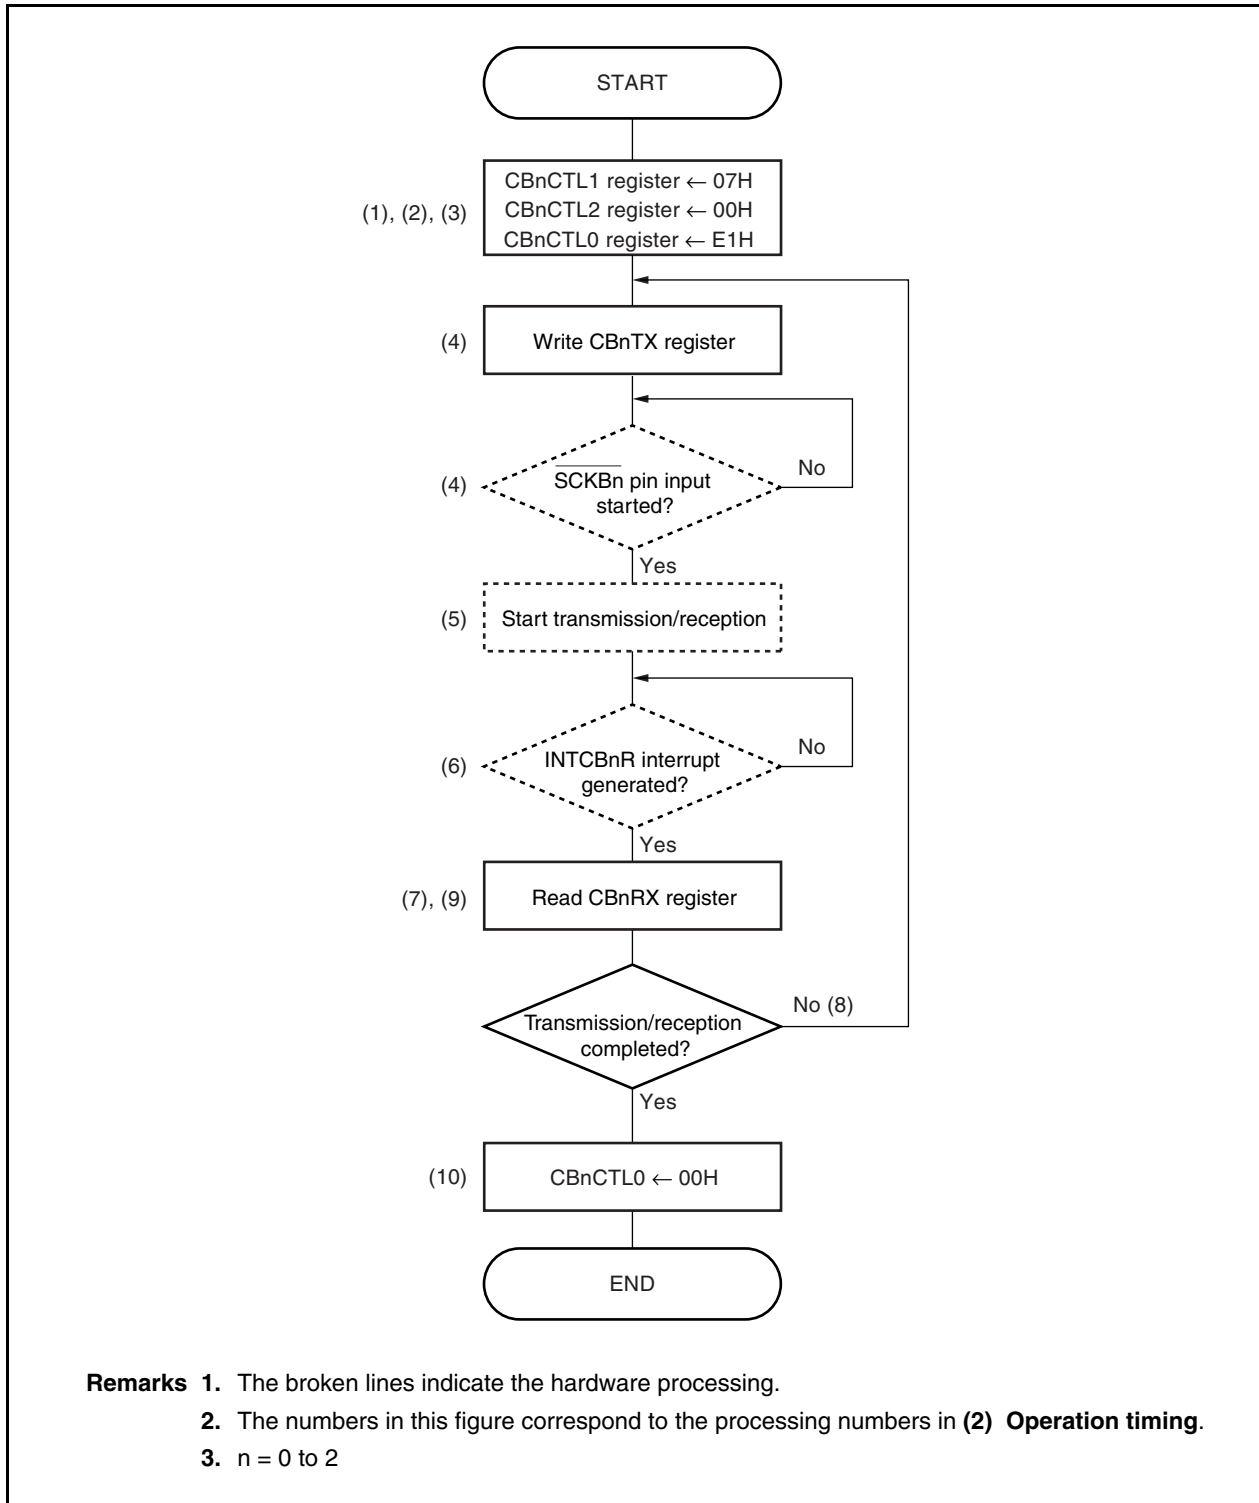 START
(1), (2), (3)
CBnCTL1 register ← 07H
CBnCTL2 register ← 00H
CBnCTL0 register ← E1H
(4)
Write CBnTX register
(4)
SCKBn pin input
started?
No
Yes
(5)
Start transmission/reception
(6)
INTCBnR interrupt
generated?
No
Yes
(7), (9)
Read CBnRX register
Transmission/reception
completed?
No (8)
Yes
(10)
CBnCTL0 ← 00H
END
Remarks 1. The broken lines indicate the hardware processing.
2. The numbers in this figure correspond to the processing numbers in (2) Operation timing.
3. n = 0 to 2